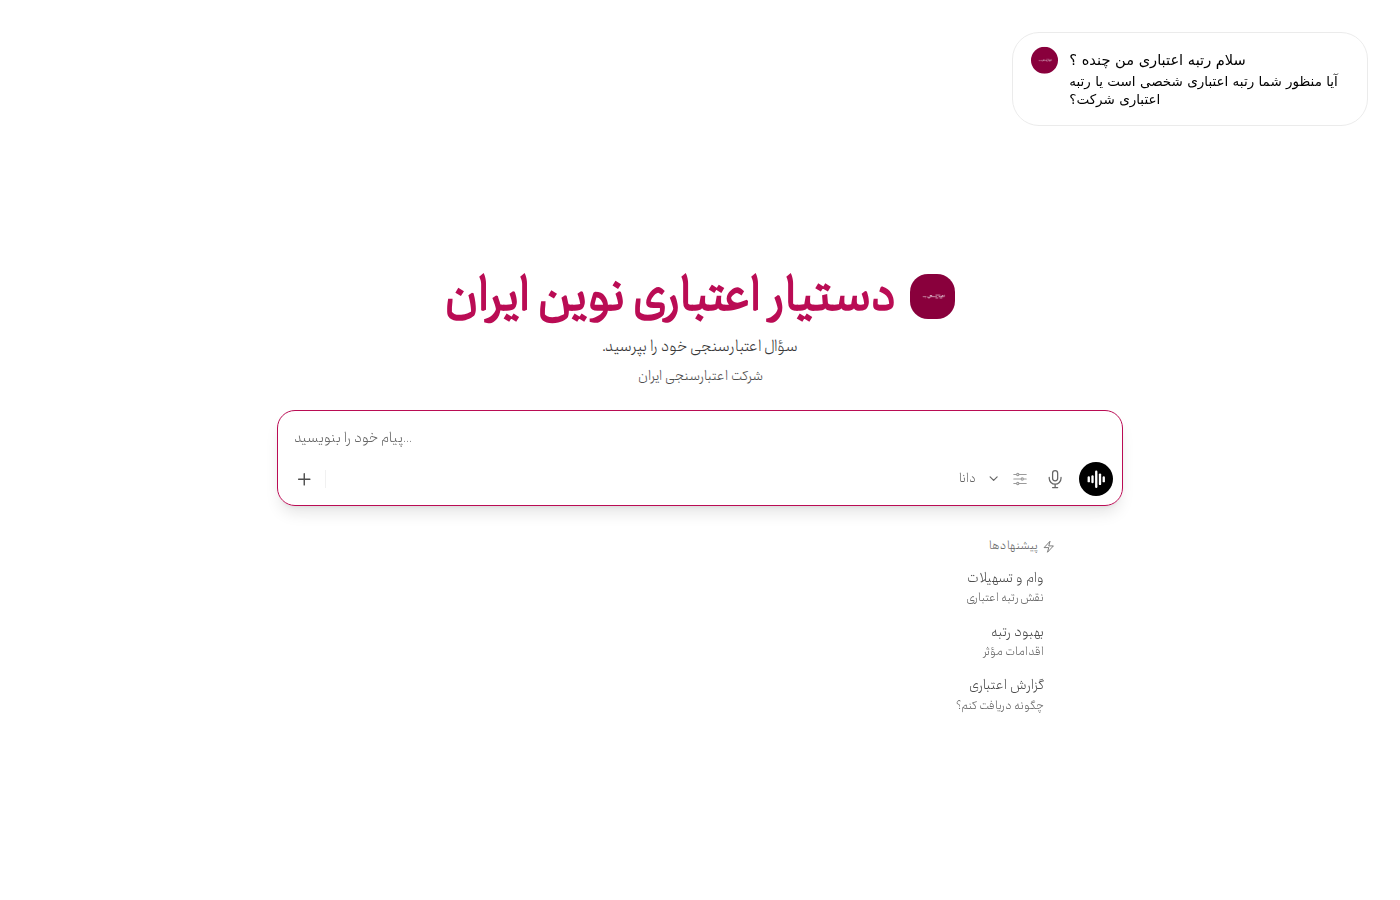 سلام رتبه اعتباری من چنده ؟
آیا منظور شما رتبه اعتباری شخصی است یا رتبه
اعتباری شرکت؟
دستیار اعتباری نوین ایران
سؤال اعتبارسنجی خود را بپرسید.
شرکت اعتبارسنجی ایران
پیام خود را بنویسید...
دانا
پیشنهادها
وام و تسهیلات
نقش رتبه اعتباری
بهبود رتبه
اقدامات مؤثر
گزارش اعتباری
چگونه دریافت کنم؟